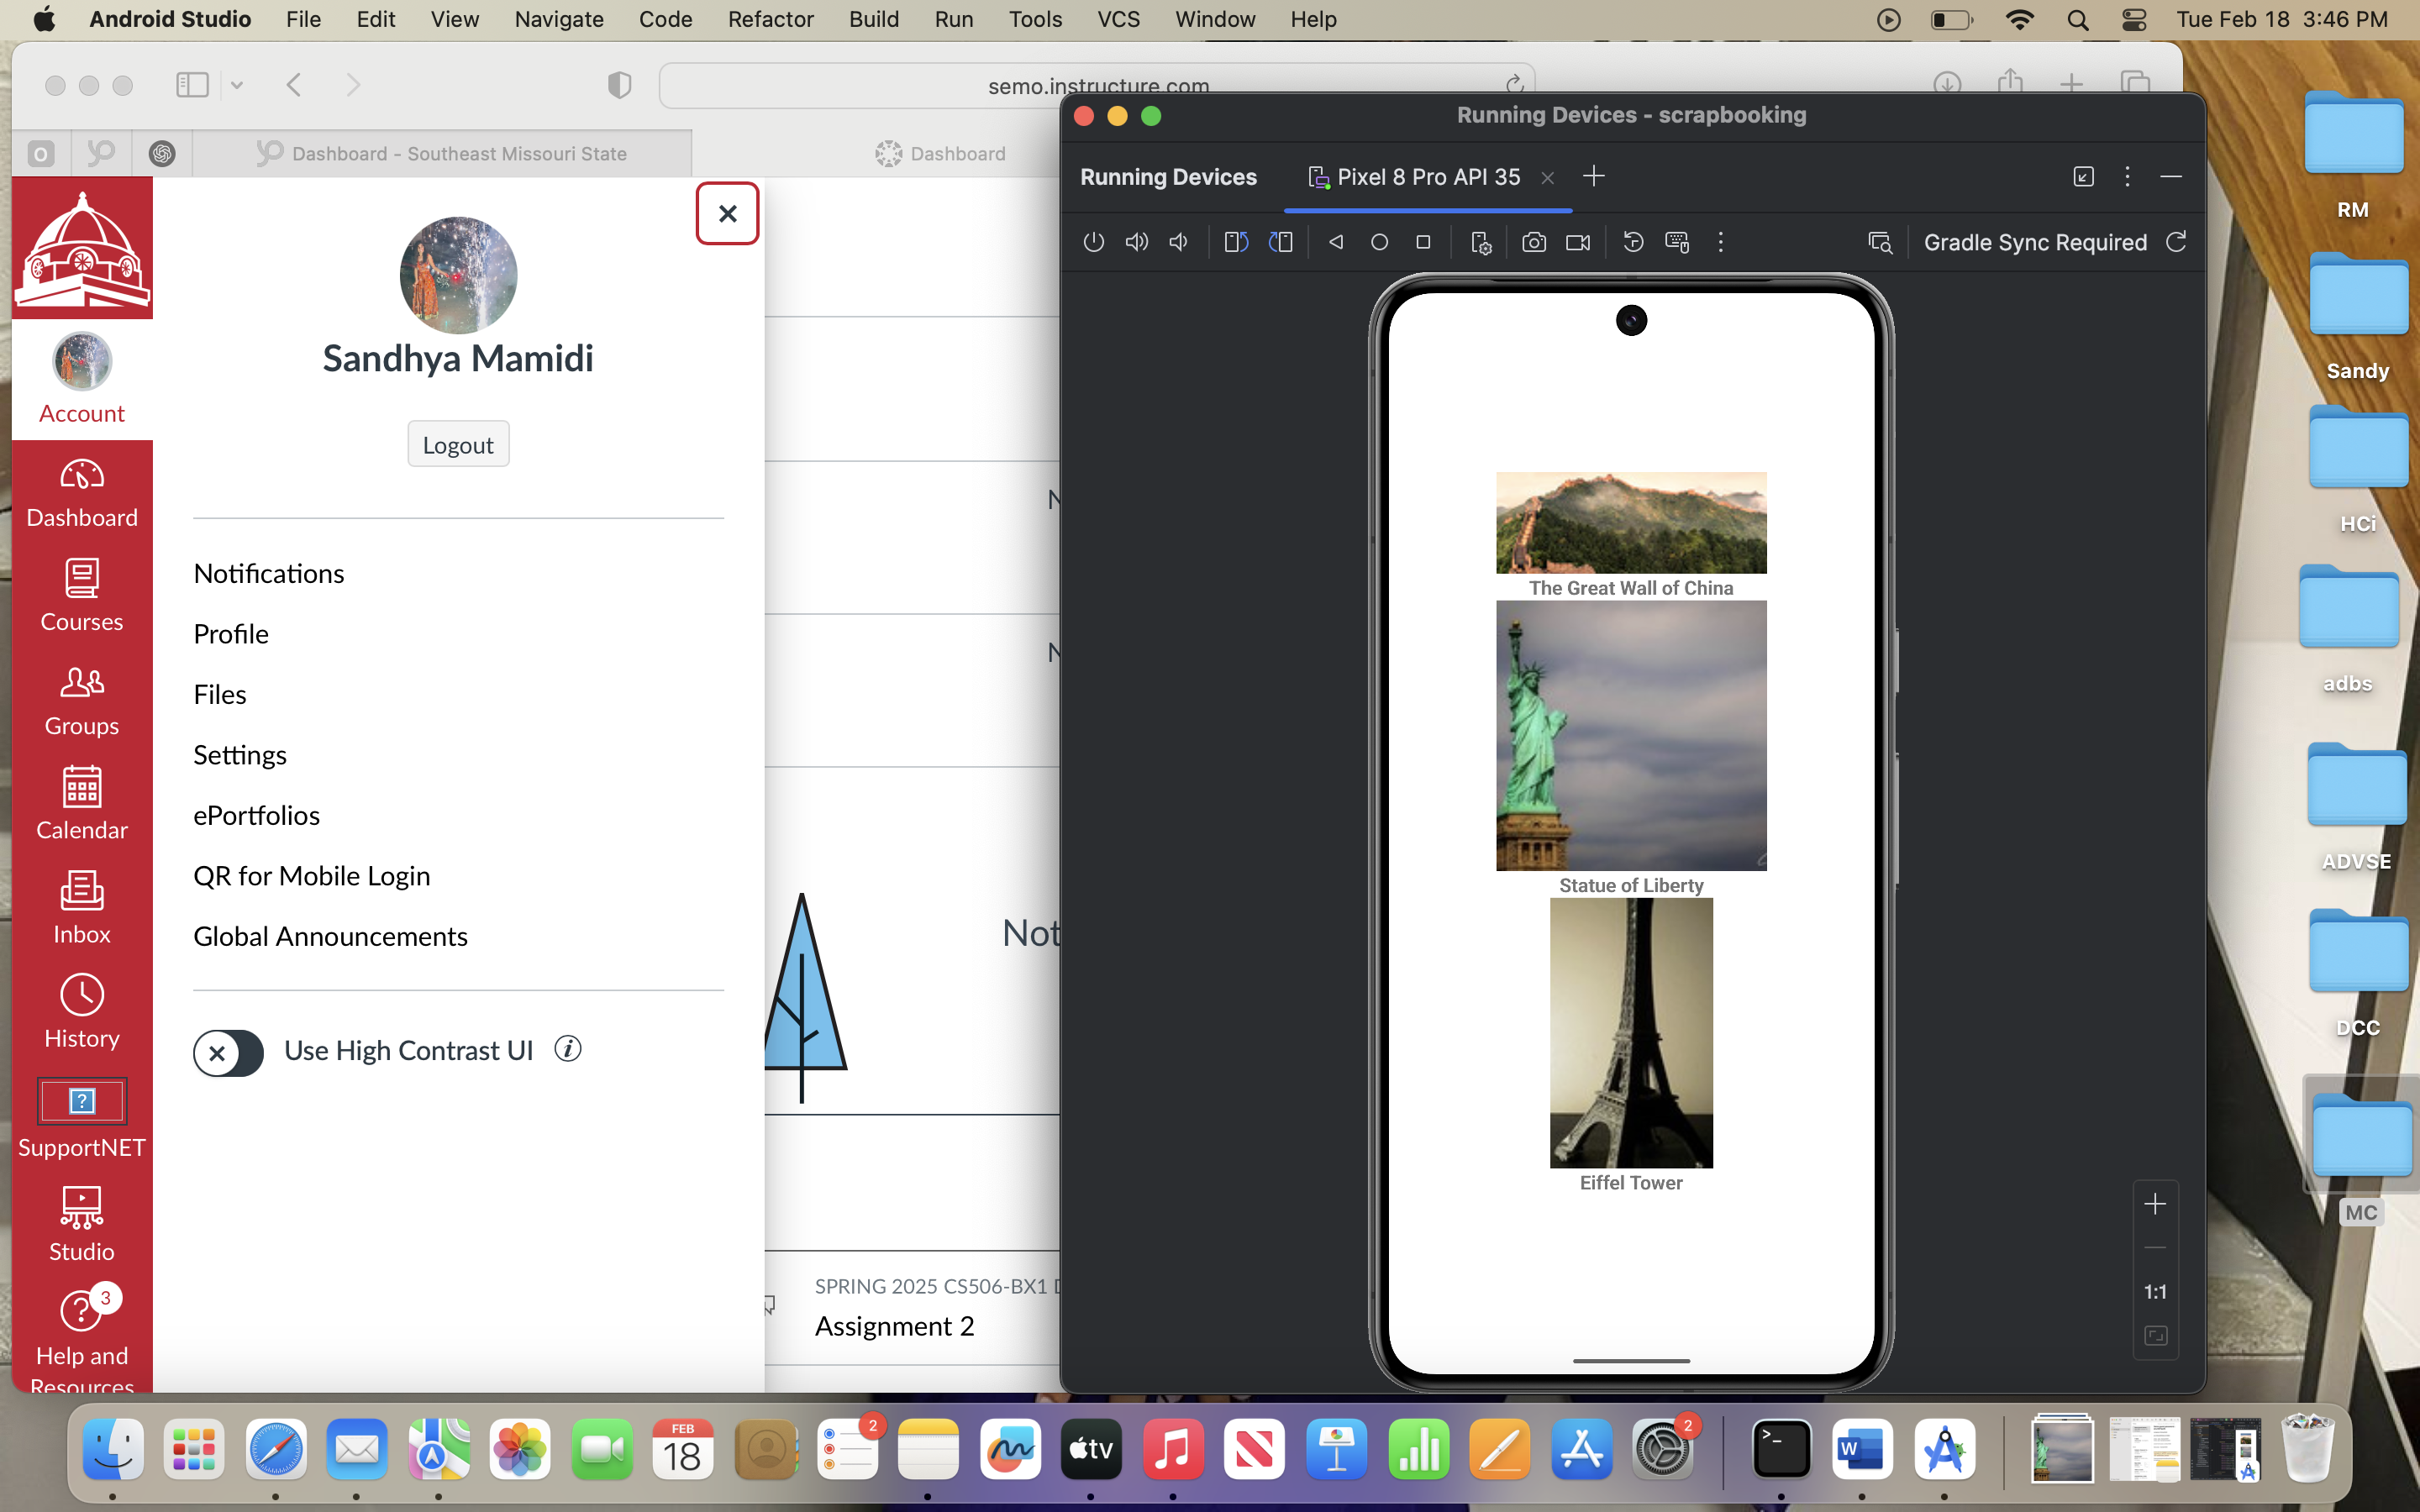 Android Studio File Edit View Navigate Code Refactor Build Run Tools VCS Window Help Tue Feb 18 3:46 PM
semo.instructure.com
Dashboard - Southeast Missouri State
Dashboard
Account
Dashboard
Courses
Groups
Calendar
Inbox
History
SupportNET
Studio
3
Help and
Resources
Sandhya Mamidi
Logout
Notifications
Profile
Files
Settings
ePortfolios
QR for Mobile Login
Global Announcements
Use High Contrast UI
N
N
Not
SPRING 2025 CS506-BX1 D
Assignment 2
Running Devices - scrapbooking
Running Devices
Pixel 8 Pro API 35
Gradle Sync Required
The Great Wall of China
Statue of Liberty
Eiffel Tower
1:1
RM
Sandy
HCi
adbs
ADVSE
DCC
MC
FEB
18
2
tv
2
>_
W